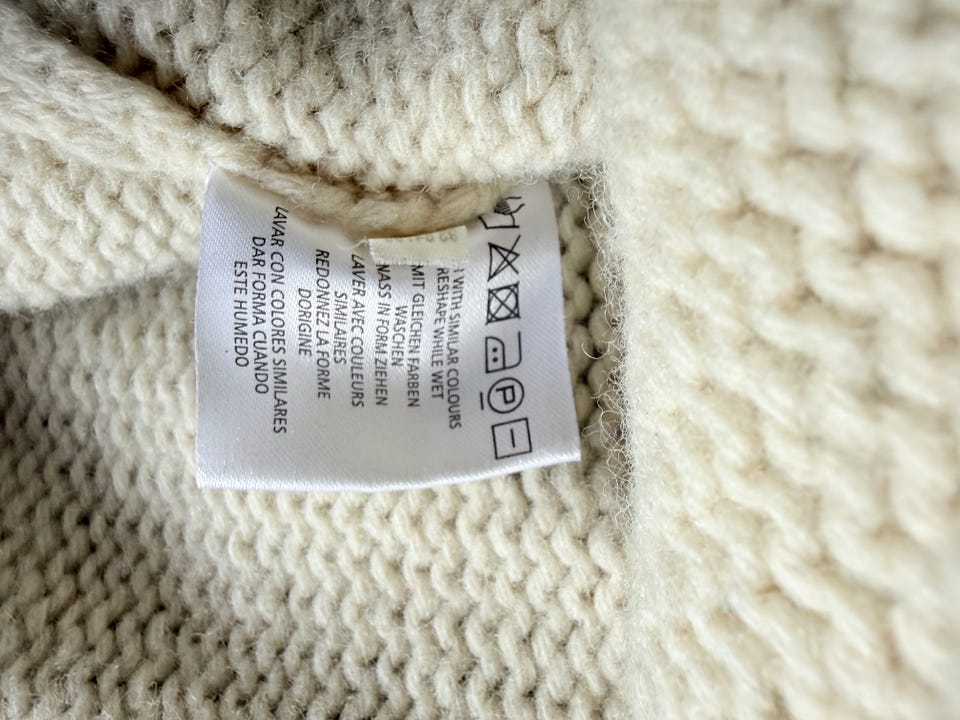 WITH SIMILAR COLOURS
RESHAPE WHILE WET
MIT GLEICHEN FARBEN
WASCHEN
NASS IN FORM ZIEHEN
LAVER AVEC COULEURS
SIMILAIRES
REDONNEZ LA FORME
DORIGINE
LAVAR CON COLORES SIMILARES
DAR FORMA CUANDO
ESTE HUMEDO
P